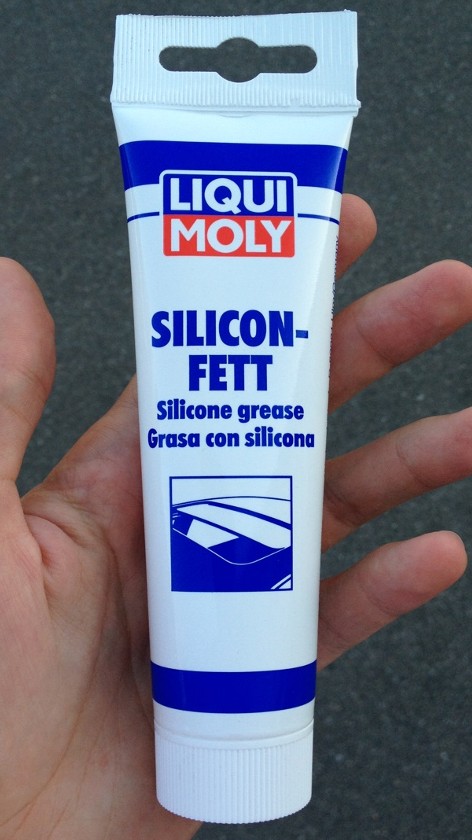 LIQUI
MOLY
SILICON-
FETT
Silicone grease
Grasa con silicona